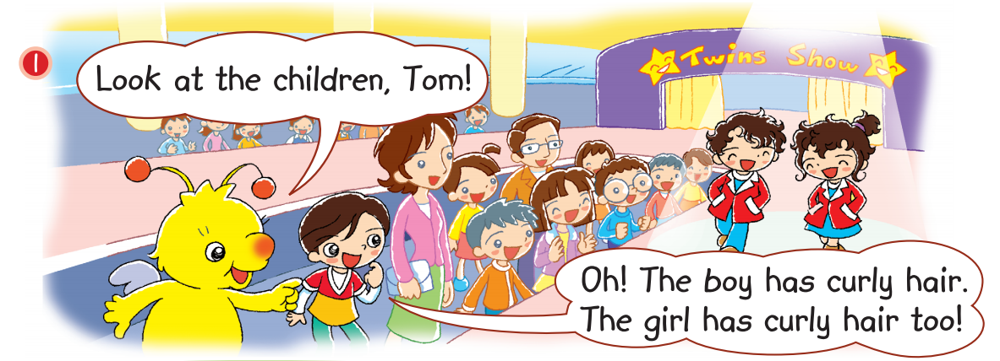 1
Look at the children, Tom!
Twins Show
Oh! The boy has curly hair.
The girl has curly hair too!